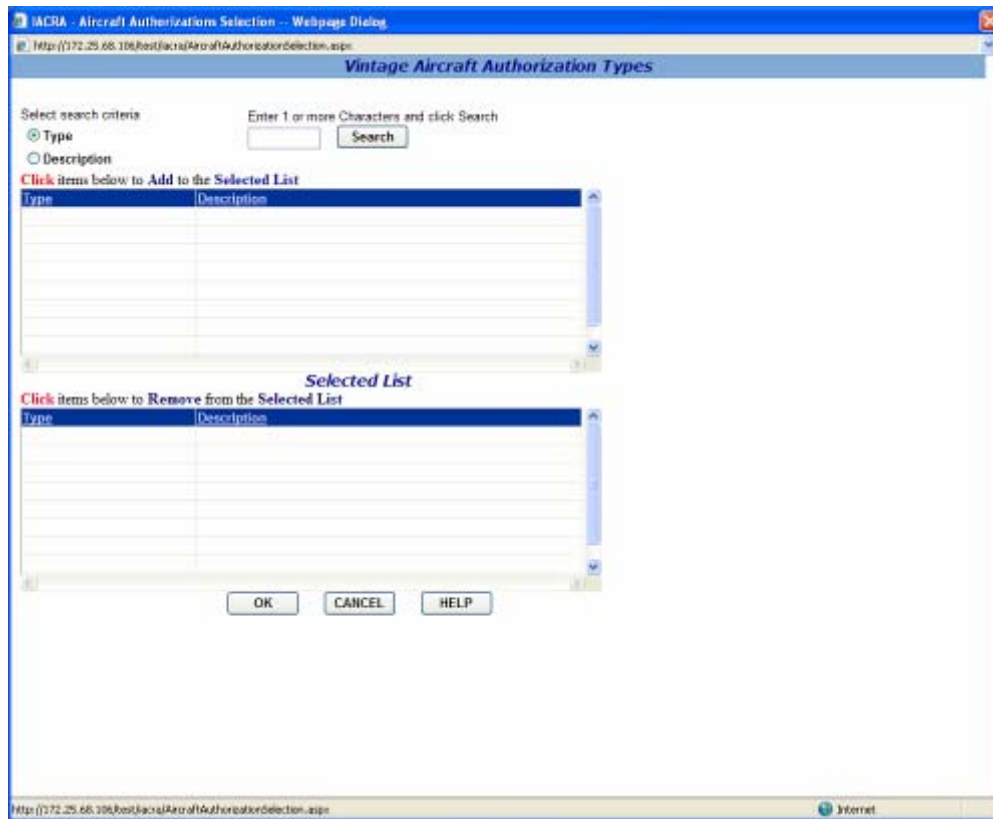 IACRA - Aircraft Authorizations Selection -- Webpage Dialog
http://172.25.68.106/test/iacra/AircraftAuthorizationSelection.aspx
Vintage Aircraft Authorization Types
Select search criteria
Enter 1 or more Characters and click Search
Type
Search
Description
Click items below to Add to the Selected List
Type Description
Selected List
Click items below to Remove from the Selected List
Type Description
OK CANCEL HELP
http://172.25.68.106/test/iacra/AircraftAuthorizationSelection.aspx Internet